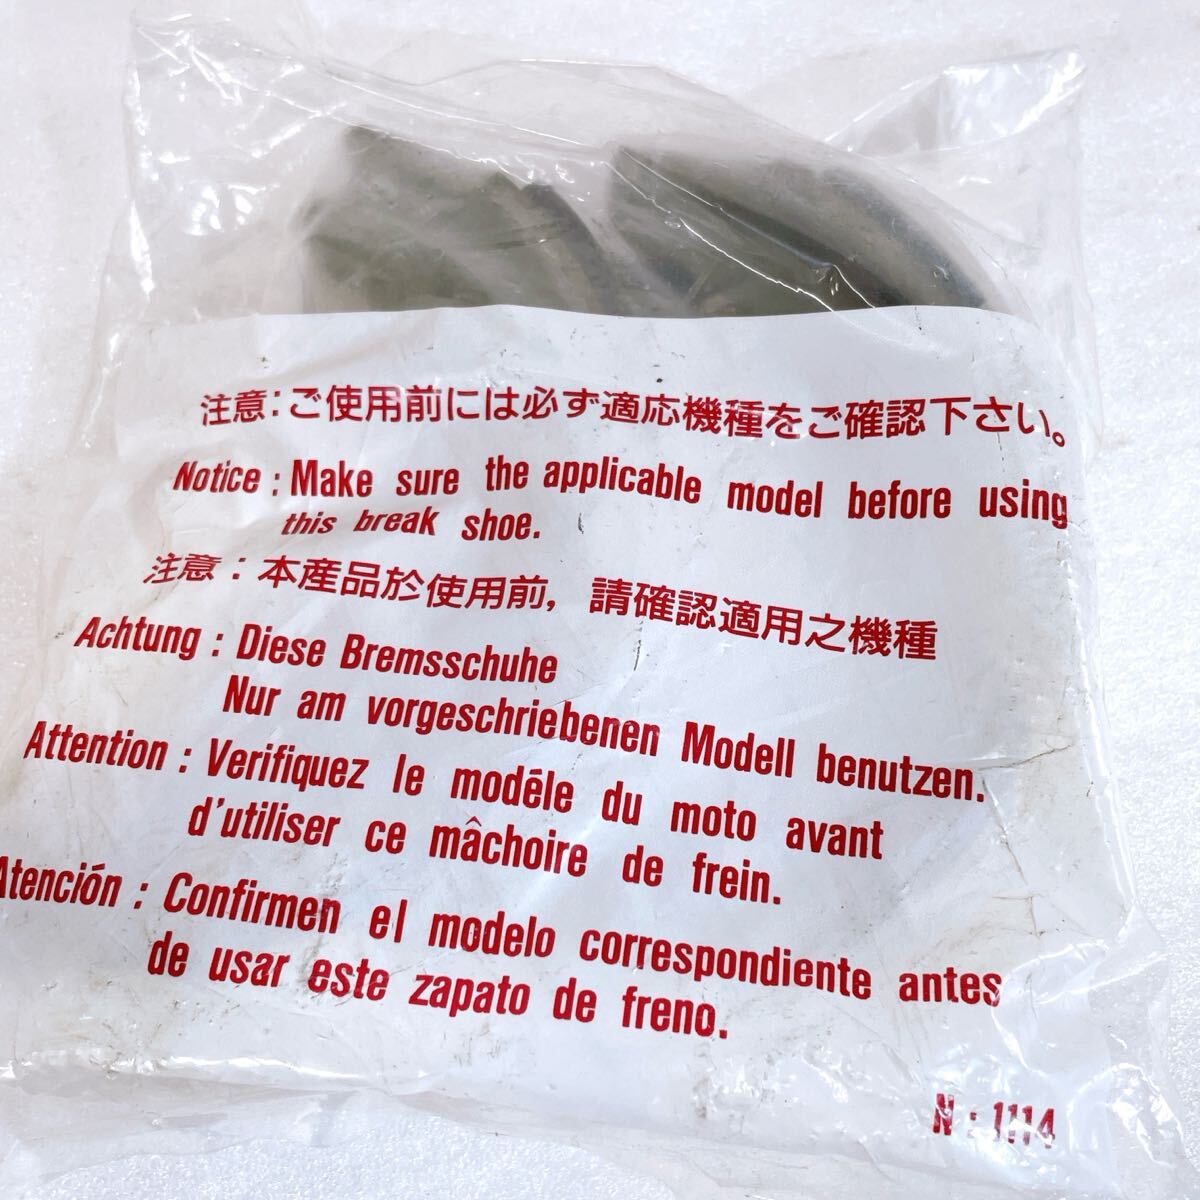 注意：ご使用前には必ず適応機種をご確認下さい。
Notice : Make sure the applicable model before using
this break shoe.
注意：本産品於使用前，請確認適用之機種
Achtung : Diese Bremsschuhe
Nur am vorgeschriebenen Modell benutzen.
Attention : Verifiquez le modéle du moto avant
d'utiliser ce mâchoire de frein.
Atención : Confirmen el modelo correspondiente antes
de usar este zapato de freno.
N : 1114